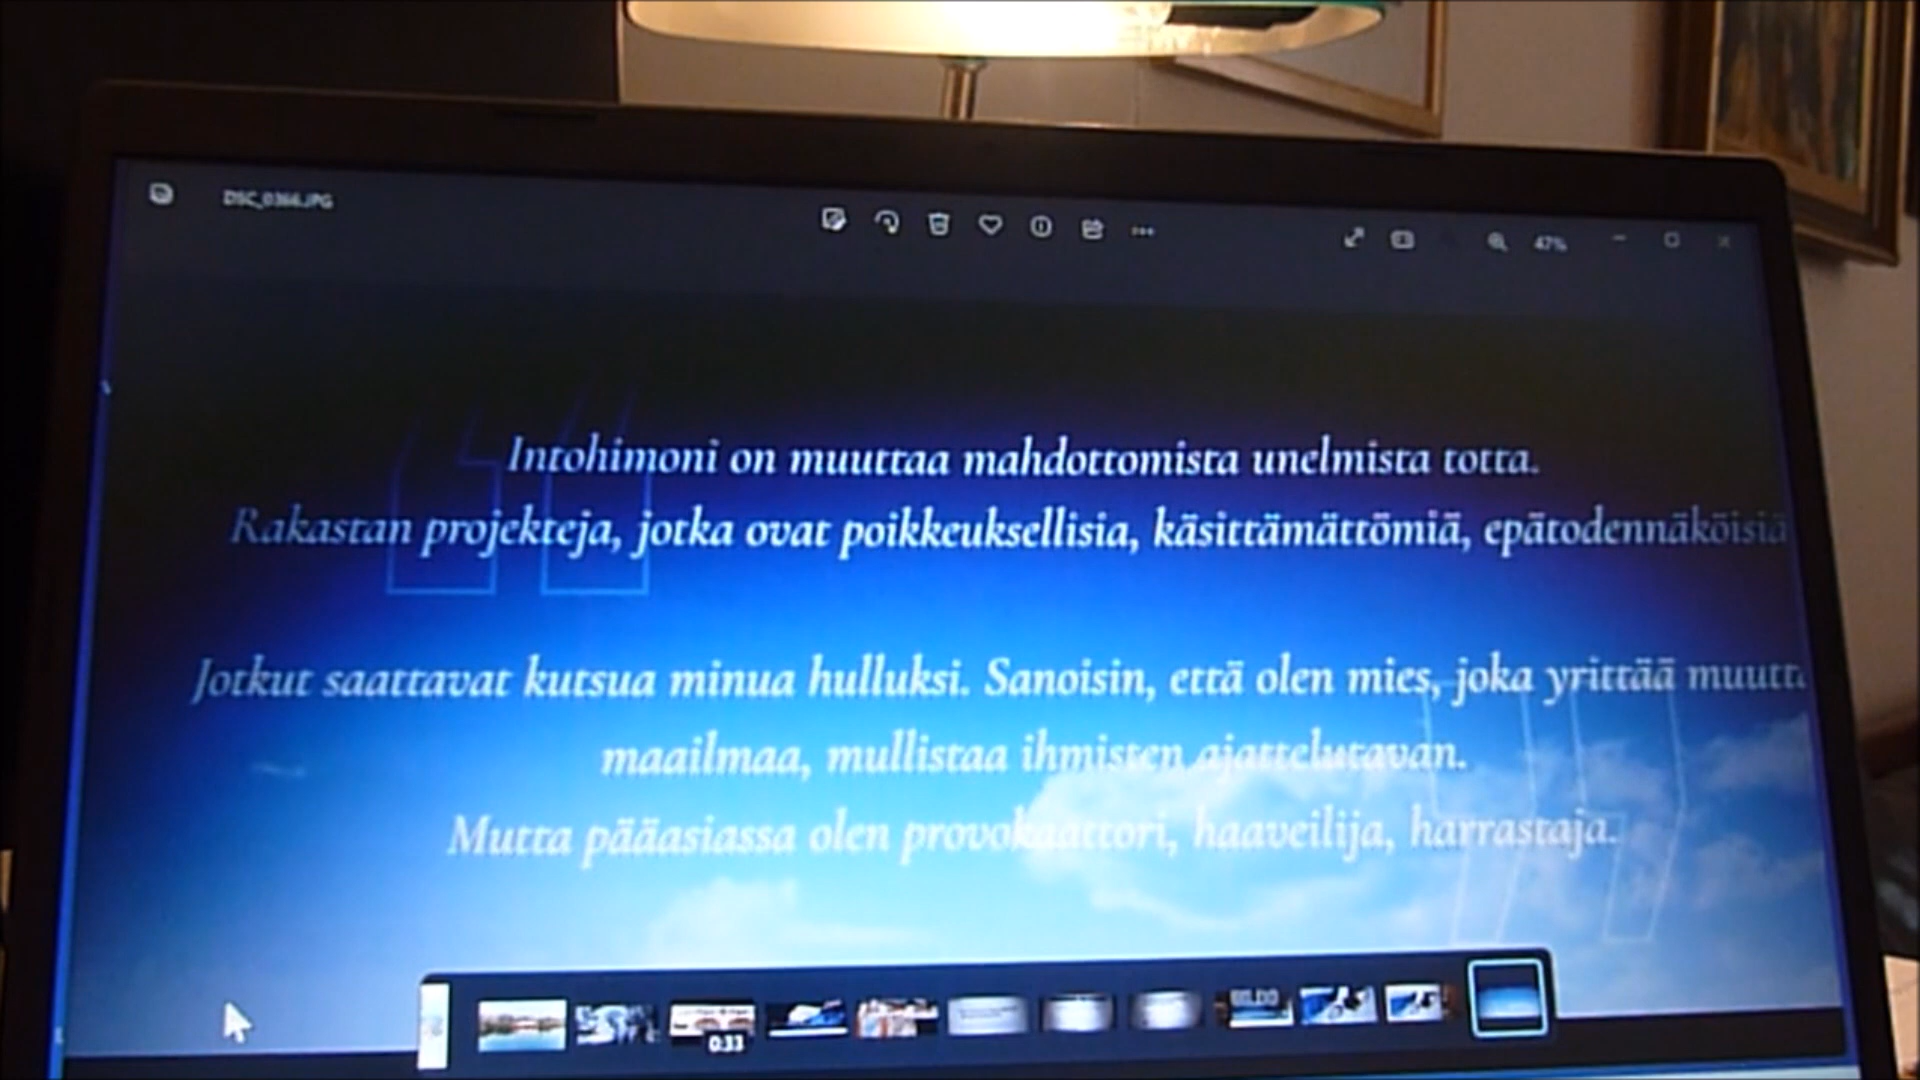 DSC_0366.JPG
47%
Intohimoni on muuttaa mahdottomista unelmista totta.
Rakastan projekteja, jotka ovat poikkeuksellisia, käsittämättömiä, epätodennäköisiä
Jotkut saattavat kutsua minua hulluksi. Sanoisin, että olen mies, joka yrittää
maailmaa, mullistaa ihmisten ajattelutavan.
Mutta pääasiassa olen provokaattori, haaveilija, harrastaja.
0:33